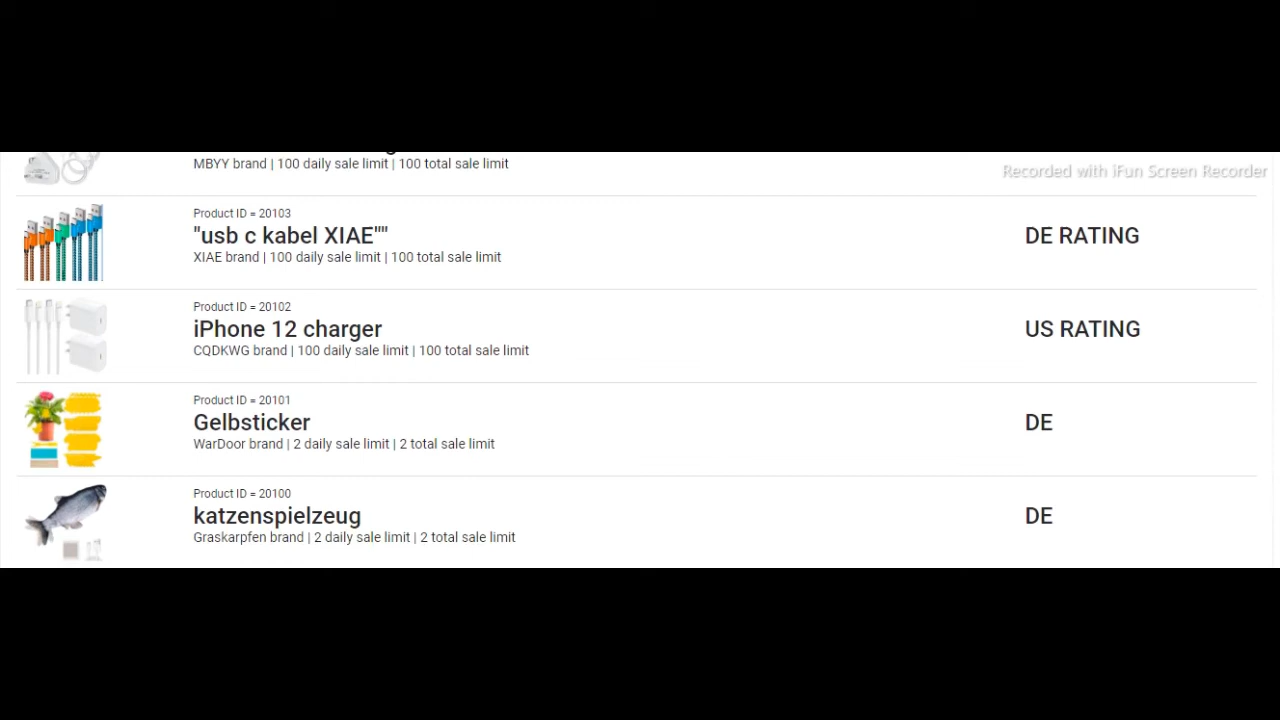 MBYY brand | 100 daily sale limit | 100 total sale limit
Recorded with iFun Screen Recorder
Product ID = 20103
"usb c kabel XIAE""
DE RATING
XIAE brand | 100 daily sale limit | 100 total sale limit
Product ID = 20102
iPhone 12 charger
US RATING
CQDKWG brand | 100 daily sale limit | 100 total sale limit
Product ID = 20101
Gelbsticker
DE
WarDoor brand | 2 daily sale limit | 2 total sale limit
Product ID = 20100
katzenspielzeug
DE
Graskarpfen brand | 2 daily sale limit | 2 total sale limit